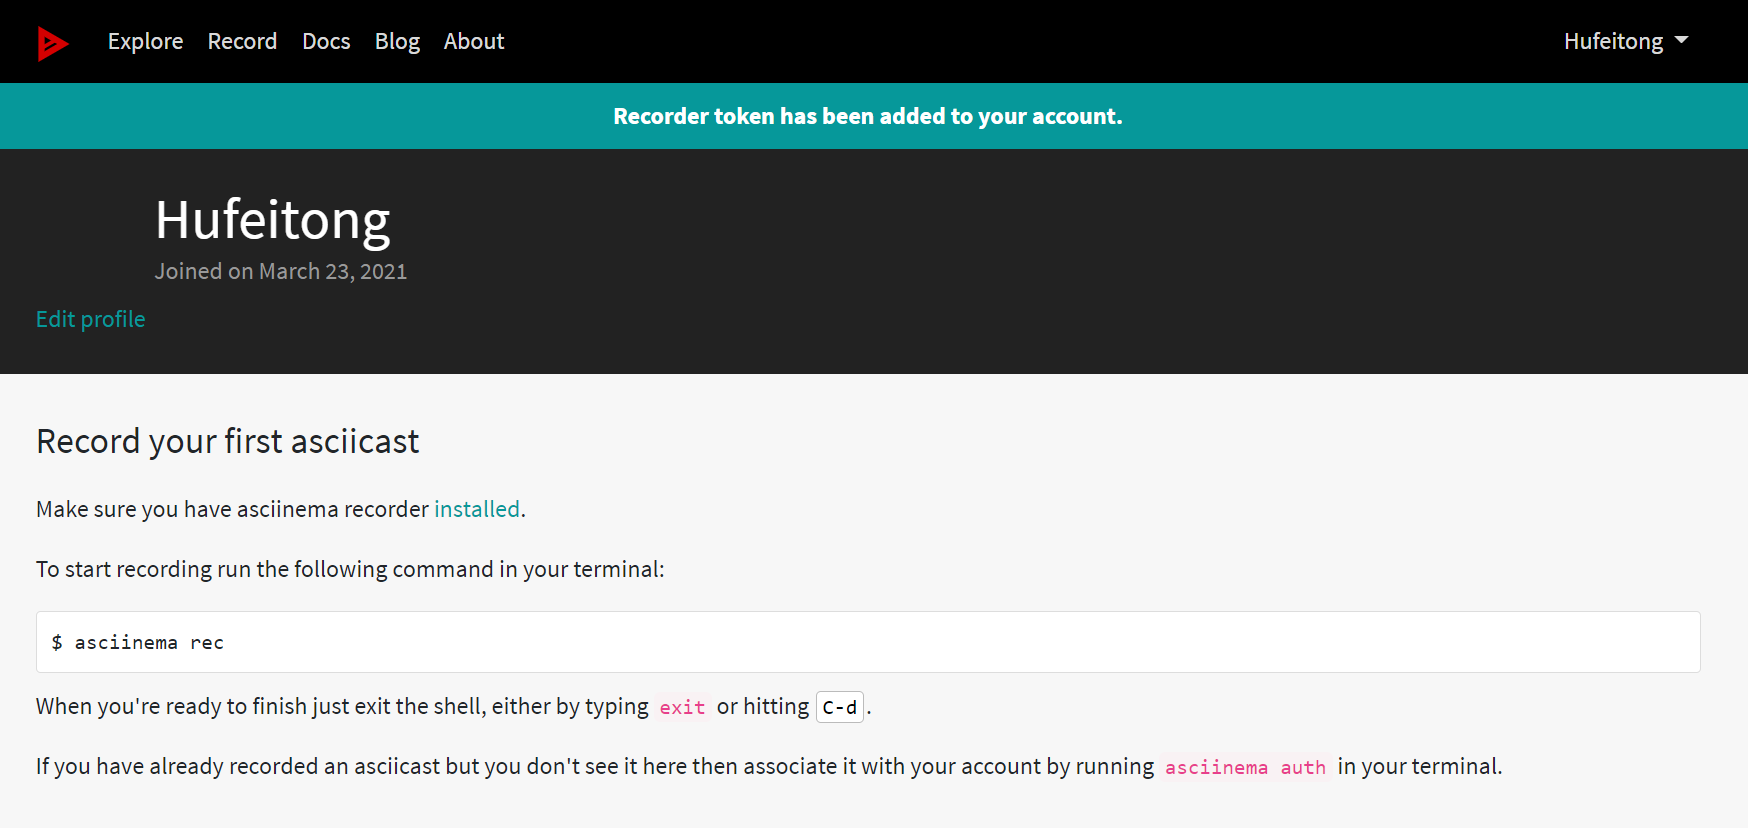 Explore Record Docs Blog About Hufeitong
Recorder token has been added to your account.
Hufeitong
Joined on March 23, 2021
Edit profile
Record your first asciicast
Make sure you have asciinema recorder installed.
To start recording run the following command in your terminal:
$ asciinema rec
When you're ready to finish just exit the shell, either by typing exit or hitting C-d.
If you have already recorded an asciicast but you don't see it here then associate it with your account by running asciinema auth in your terminal.